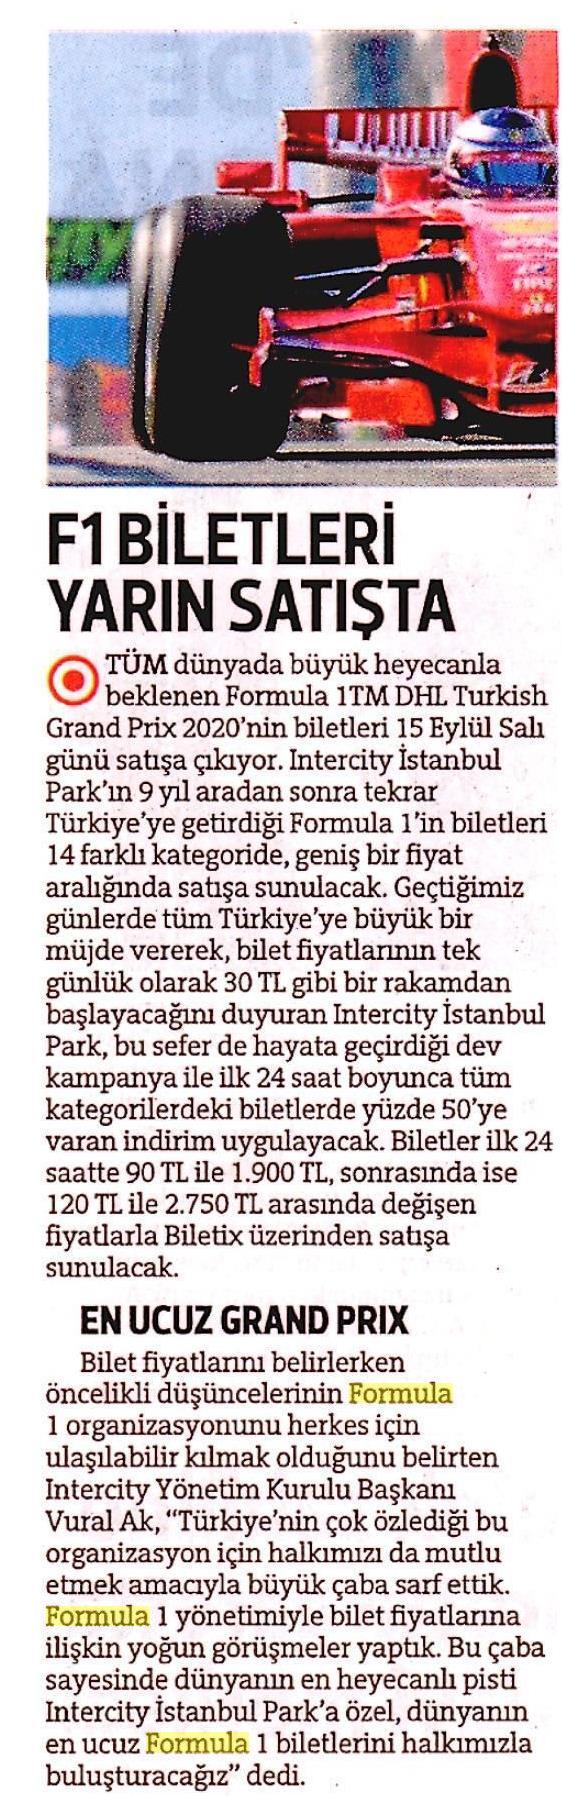 F1 BİLETLERİ
YARIN SATIŞTA
TÜM dünyada büyük heyecanla
beklenen Formula 1TM DHL Turkish
Grand Prix 2020'nin biletleri 15 Eylül Salı
günü satışa çıkıyor. Intercity İstanbul
Park'ın 9 yıl aradan sonra tekrar
Türkiye'ye getirdiği Formula 1'in biletleri
14 farklı kategoride, geniş bir fiyat
aralığında satışa sunulacak. Geçtiğimiz
günlerde tüm Türkiye'ye büyük bir
müjde vererek, bilet fiyatlarının tek
günlük olarak 30 TL gibi bir rakamdan
başlayacağını duyuran Intercity İstanbul
Park, bu sefer de hayata geçirdiği dev
kampanya ile ilk 24 saat boyunca tüm
kategorilerdeki biletlerde yüzde 50'ye
varan indirim uygulayacak. Biletler ilk 24
saatte 90 TL ile 1.900 TL, sonrasında ise
120 TL ile 2.750 TL arasında değişen
fiyatlarla Biletix üzerinden satışa
sunulacak.
EN UCUZ GRAND PRIX
Bilet fiyatlarını belirlerken
öncelikli düşüncelerinin Formula
1 organizasyonunu herkes için
ulaşılabilir kılmak olduğunu belirten
Intercity Yönetim Kurulu Başkanı
Vural Ak, “Türkiye'nin çok özlediği bu
organizasyon için halkımızı da mutlu
etmek amacıyla büyük çaba sarf ettik.
Formula 1 yönetimiyle bilet fiyatlarına
ilişkin yoğun görüşmeler yaptık. Bu çaba
sayesinde dünyanın en heyecanlı pisti
Intercity İstanbul Park'a özel, dünyanın
en ucuz Formula 1 biletlerini halkımızla
buluşturacağız” dedi.